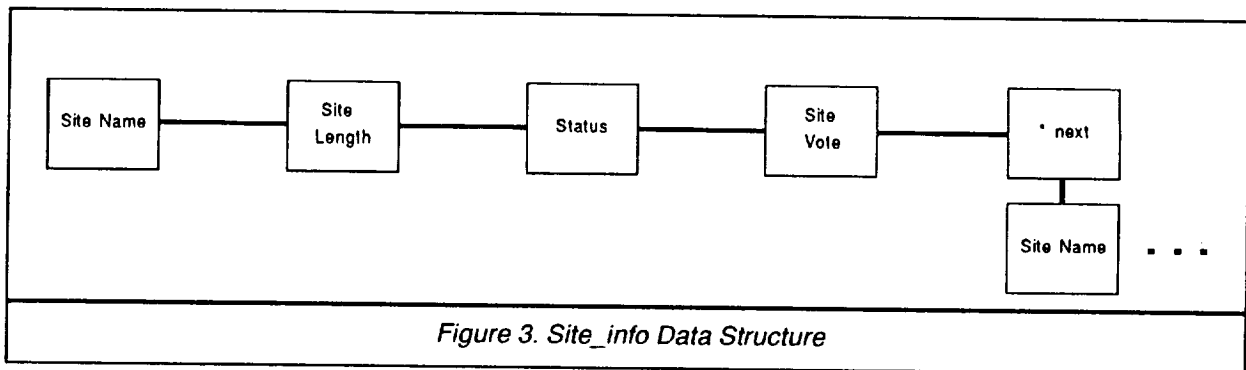 Site Name
Site
Length
Status
Site
Vote
* next
Site Name
. . .
Figure 3. Site_info Data Structure